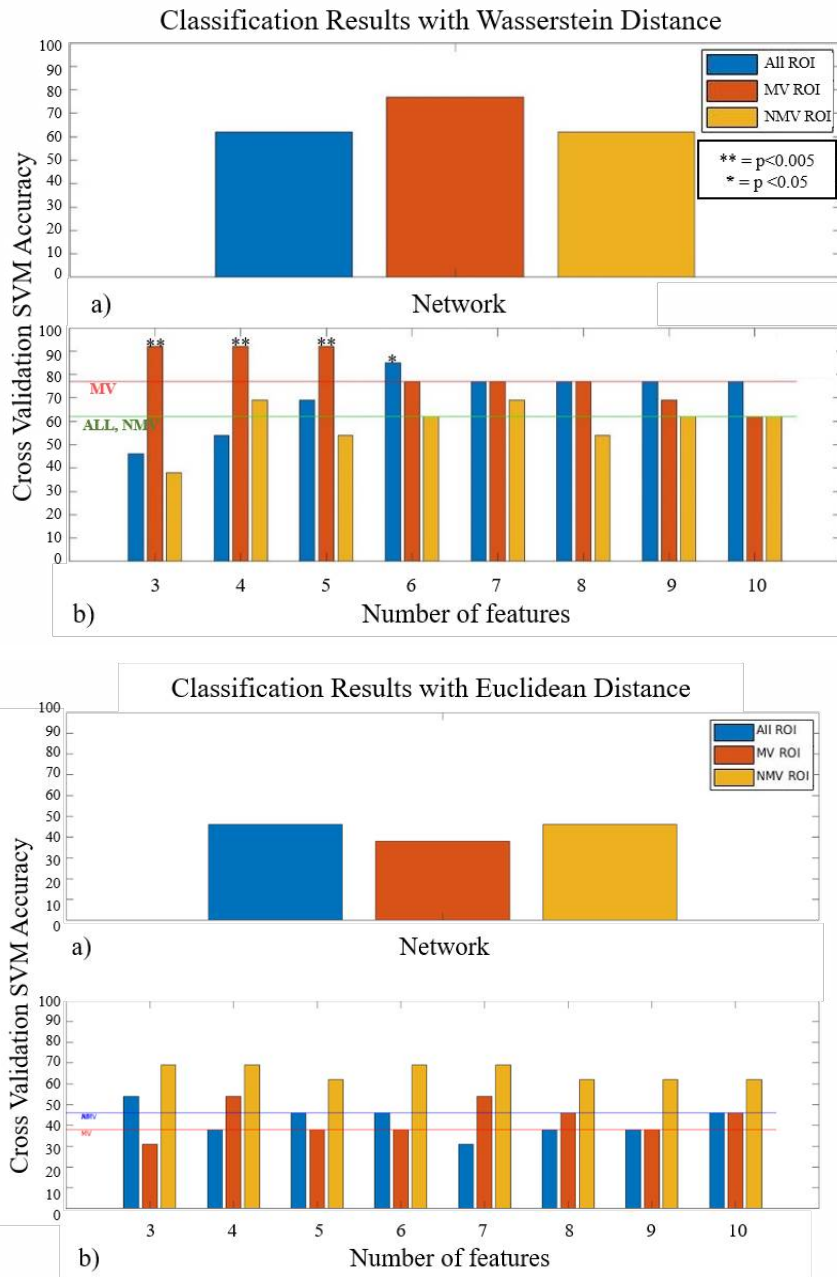 Classification Results with Wasserstein Distance
Cross Validation SVM Accuracy
100
90
80
70
60
50
40
30
20
10
0
All ROI
MV ROI
NMV ROI
** = p<0.005
* = p <0.05
a)
Network
100
90
80
70
60
50
40
30
20
10
0
**
**
**
*
MV
ALL, NMV
3 4 5 6 7 8 9 10
b)
Number of features
Classification Results with Euclidean Distance
Cross Validation SVM Accuracy
100
90
80
70
60
50
40
30
20
10
0
All ROI
MV ROI
NMV ROI
a)
Network
100
90
80
70
60
50
40
30
20
10
0
MV
3 4 5 6 7 8 9 10
b)
Number of features